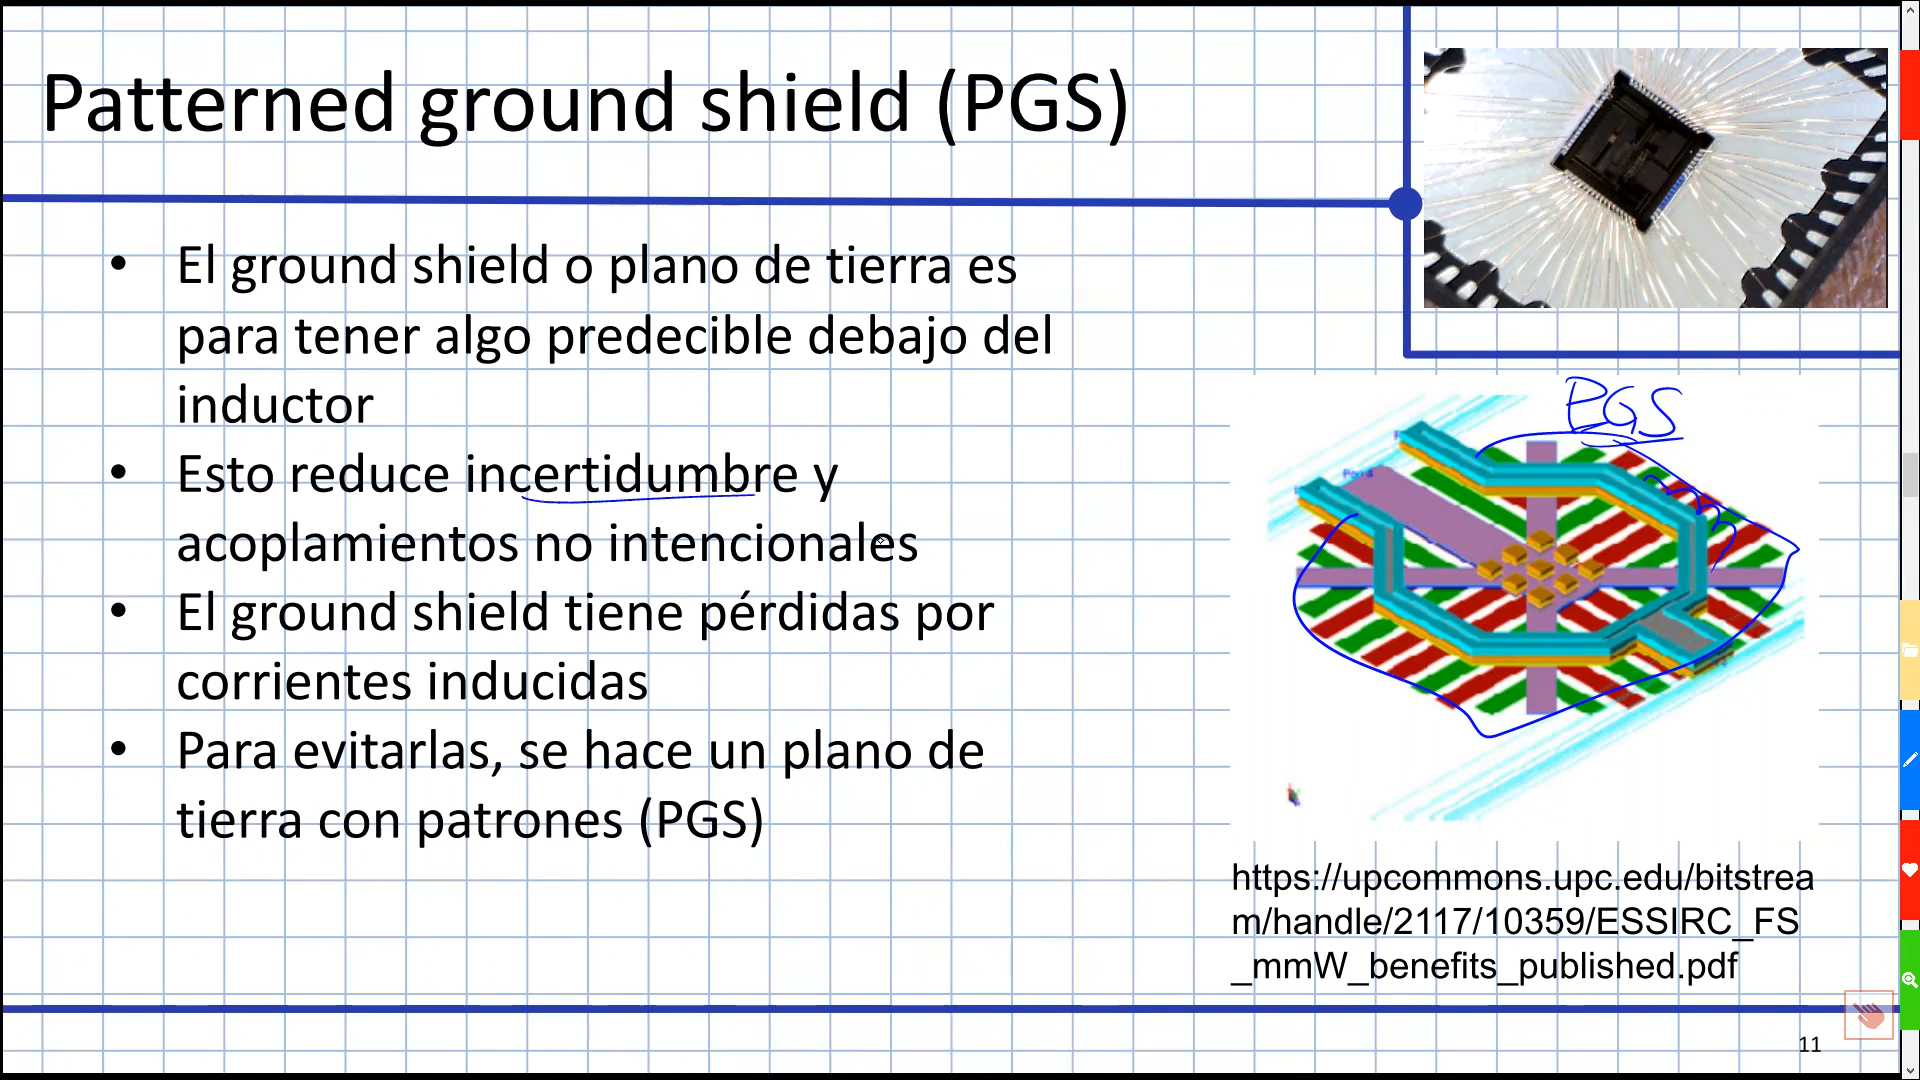 Patterned ground shield (PGS)
• El ground shield o plano de tierra es
para tener algo predecible debajo del
inductor
• Esto reduce incertidumbre y
acoplamientos no intencionales
• El ground shield tiene pérdidas por
corrientes inducidas
• Para evitarlas, se hace un plano de
tierra con patrones (PGS)
PGS
https://upcommons.upc.edu/bitstrea
m/handle/2117/10359/ESSIRC_FS
_mmW_benefits_published.pdf
11